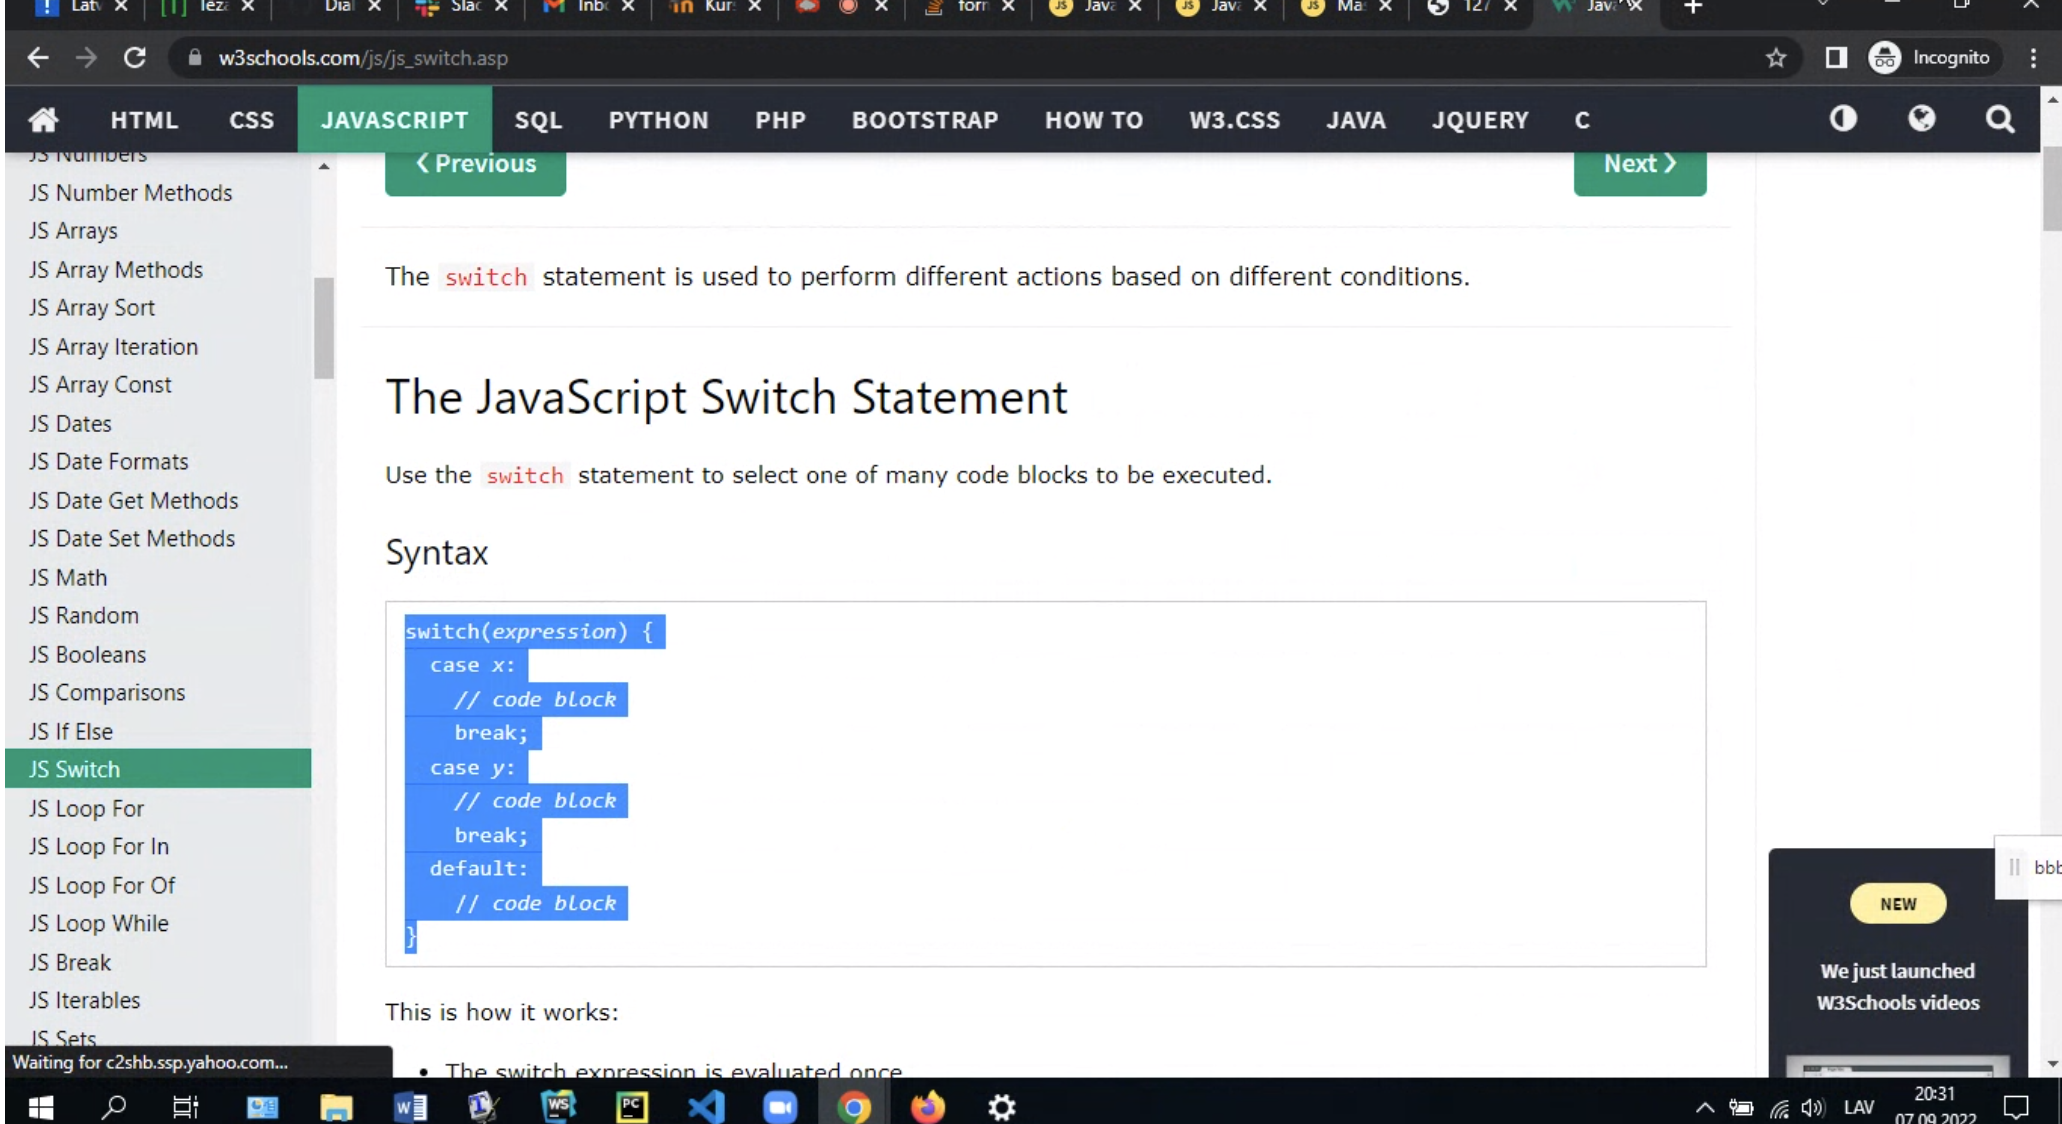 Latv
Teza
Dial
Slac
Inbo
Kurs
forn
Java
Java
Mas
127
Java
w3schools.com/js/js_switch.asp
Incognito
HTML
CSS
JAVASCRIPT
SQL
PYTHON
PHP
BOOTSTRAP
HOW TO
W3.CSS
JAVA
JQUERY
C
JS Numbers
JS Number Methods
JS Arrays
JS Array Methods
JS Array Sort
JS Array Iteration
JS Array Const
JS Dates
JS Date Formats
JS Date Get Methods
JS Date Set Methods
JS Math
JS Random
JS Booleans
JS Comparisons
JS If Else
JS Switch
JS Loop For
JS Loop For In
JS Loop For Of
JS Loop While
JS Break
JS Iterables
JS Sets
Waiting for c2shb.ssp.yahoo.com...
❮ Previous
Next ❯
The switch statement is used to perform different actions based on different conditions.
The JavaScript Switch Statement
Use the switch statement to select one of many code blocks to be executed.
Syntax
switch(expression) {
  case x:
    // code block
    break;
  case y:
    // code block
    break;
  default:
    // code block
}
This is how it works:
• The switch expression is evaluated once
bbb
NEW
We just launched
W3Schools videos
LAV
20:31
07.09.2022